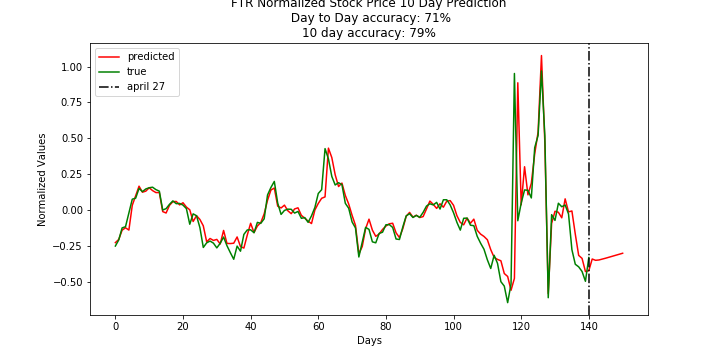 FTR Normalized Stock Price 10 Day Prediction
Day to Day accuracy: 71%
10 day accuracy: 79%
predicted
true
april 27
1.00
0.75
0.50
0.25
0.00
−0.25
−0.50
Normalized Values
0
20
40
60
80
100
120
140
Days